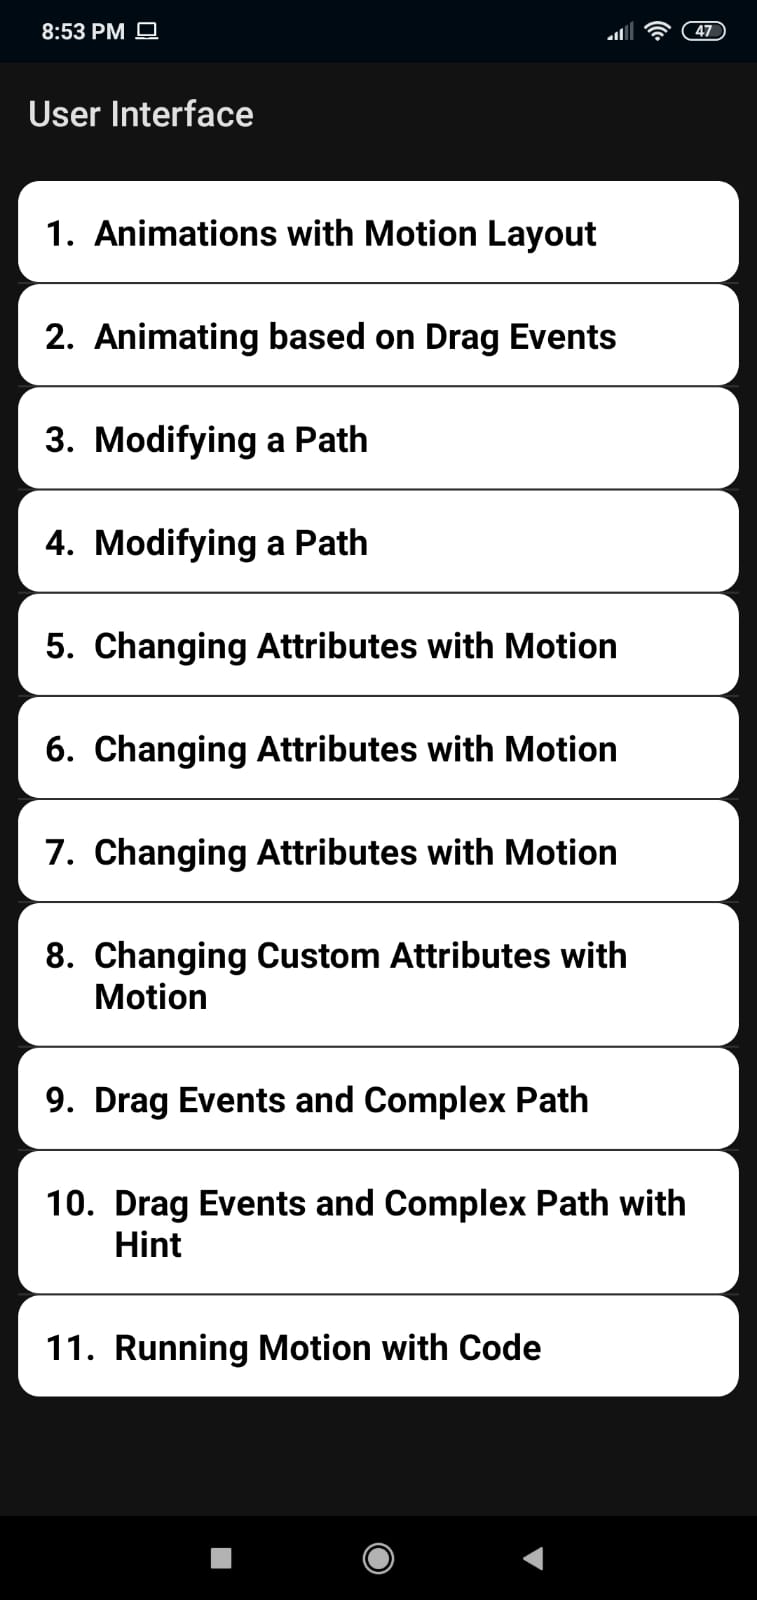 8:53 PM
47
User Interface
1. Animations with Motion Layout
2. Animating based on Drag Events
3. Modifying a Path
4. Modifying a Path
5. Changing Attributes with Motion
6. Changing Attributes with Motion
7. Changing Attributes with Motion
8. Changing Custom Attributes with
Motion
9. Drag Events and Complex Path
10. Drag Events and Complex Path with
Hint
11. Running Motion with Code